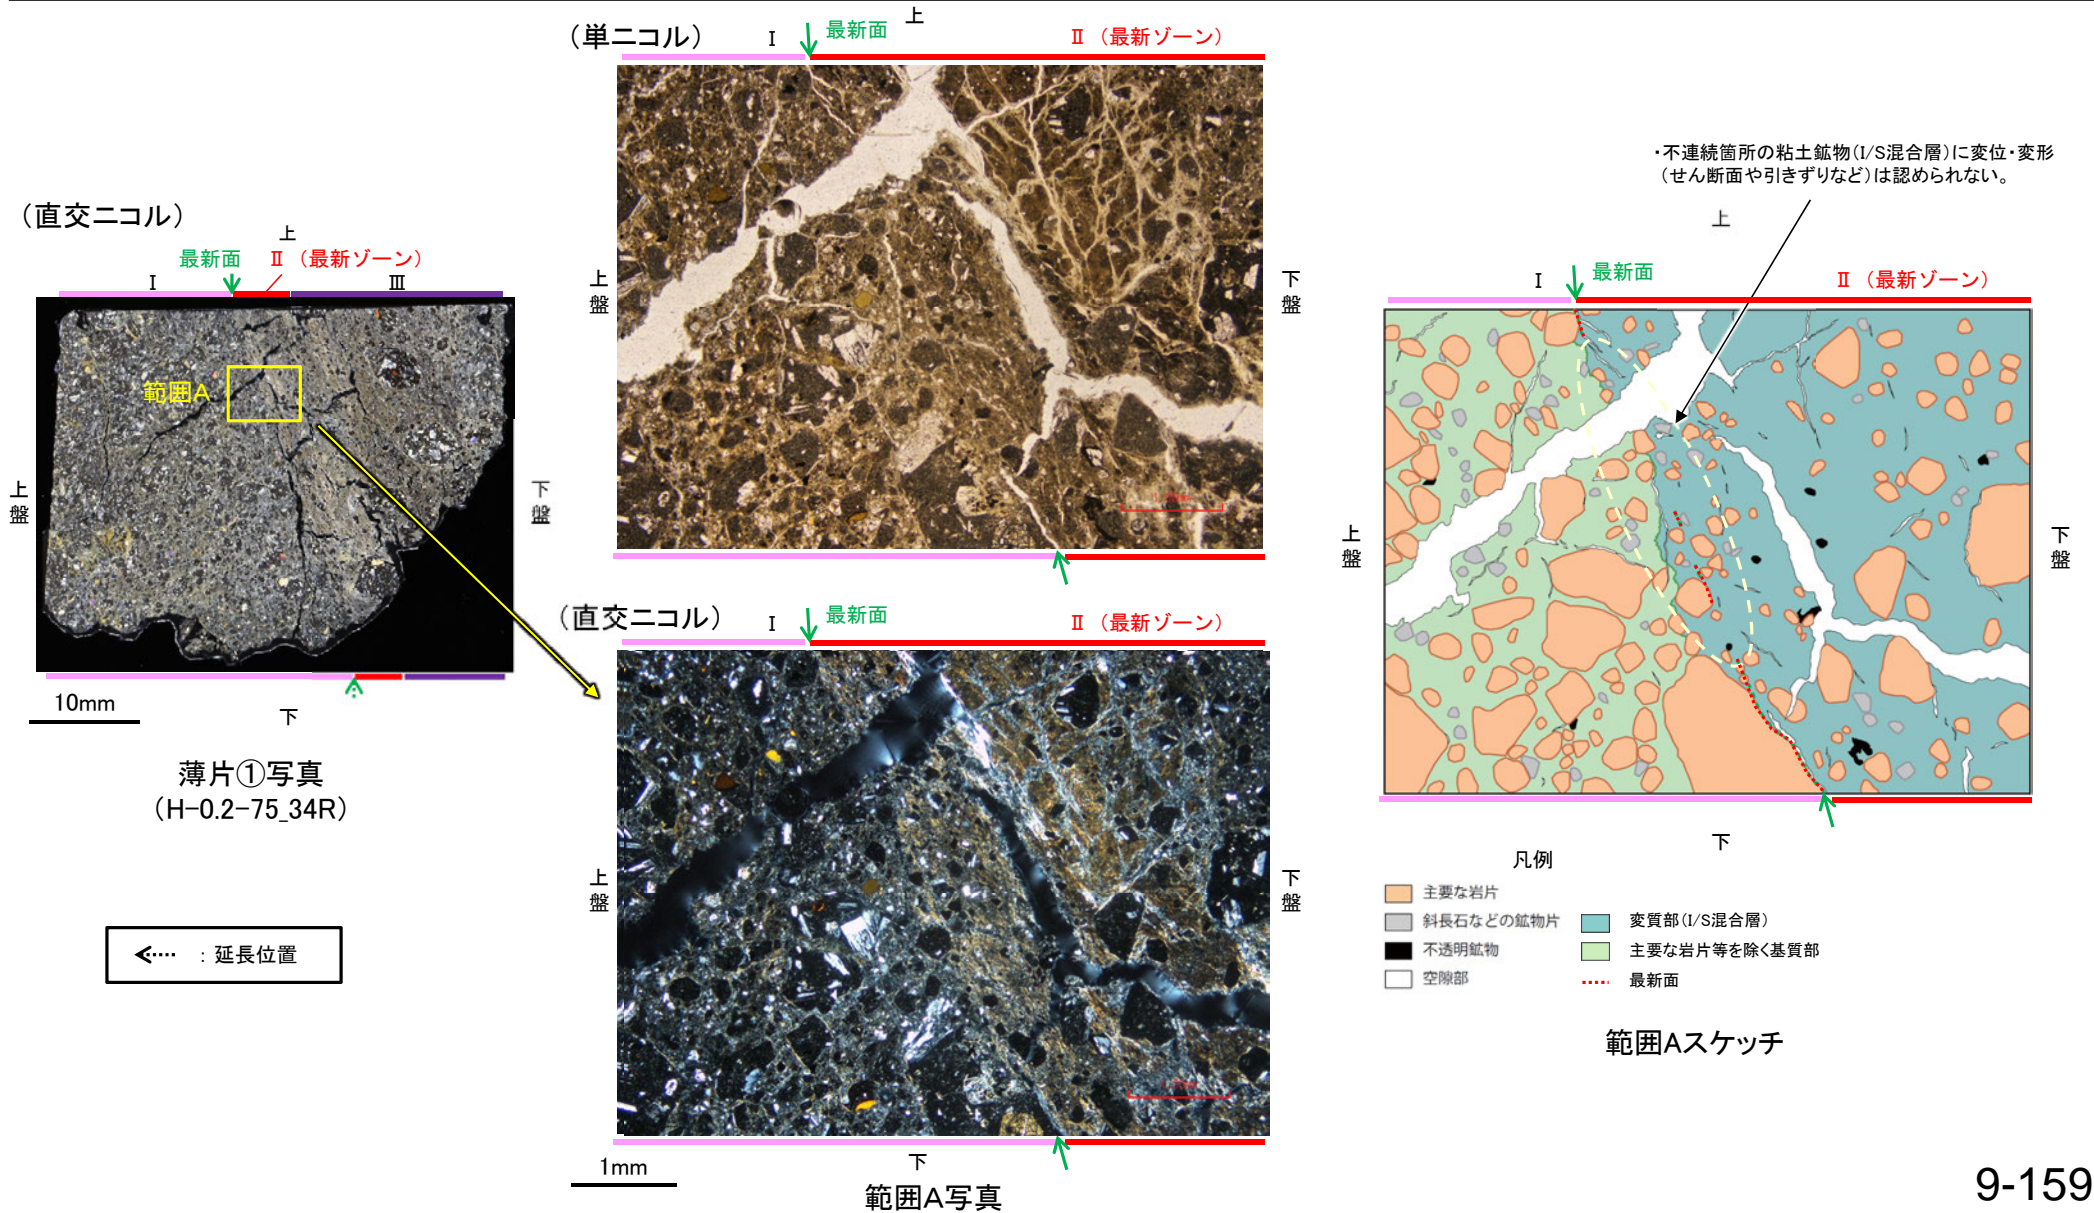 (単ニコル)
I
最新面
上
Ⅱ (最新ゾーン)
上盤
下盤
(直交ニコル)
上
最新面
Ⅱ (最新ゾーン)
I
Ⅲ
範囲A
上盤
下盤
10mm
下
薄片①写真
(H-0.2-75_34R)
: 延長位置
(直交ニコル)
I
最新面
Ⅱ (最新ゾーン)
上盤
下盤
1mm
下
範囲A写真
・不連続箇所の粘土鉱物(I/S混合層)に変位・変形
(せん断面や引きずりなど)は認められない。
上
I
最新面
Ⅱ (最新ゾーン)
上盤
下盤
下
凡例
主要な岩片
斜長石などの鉱物片
不透明鉱物
空隙部
変質部(I/S混合層)
主要な岩片等を除く基質部
最新面
範囲Aスケッチ
9-159